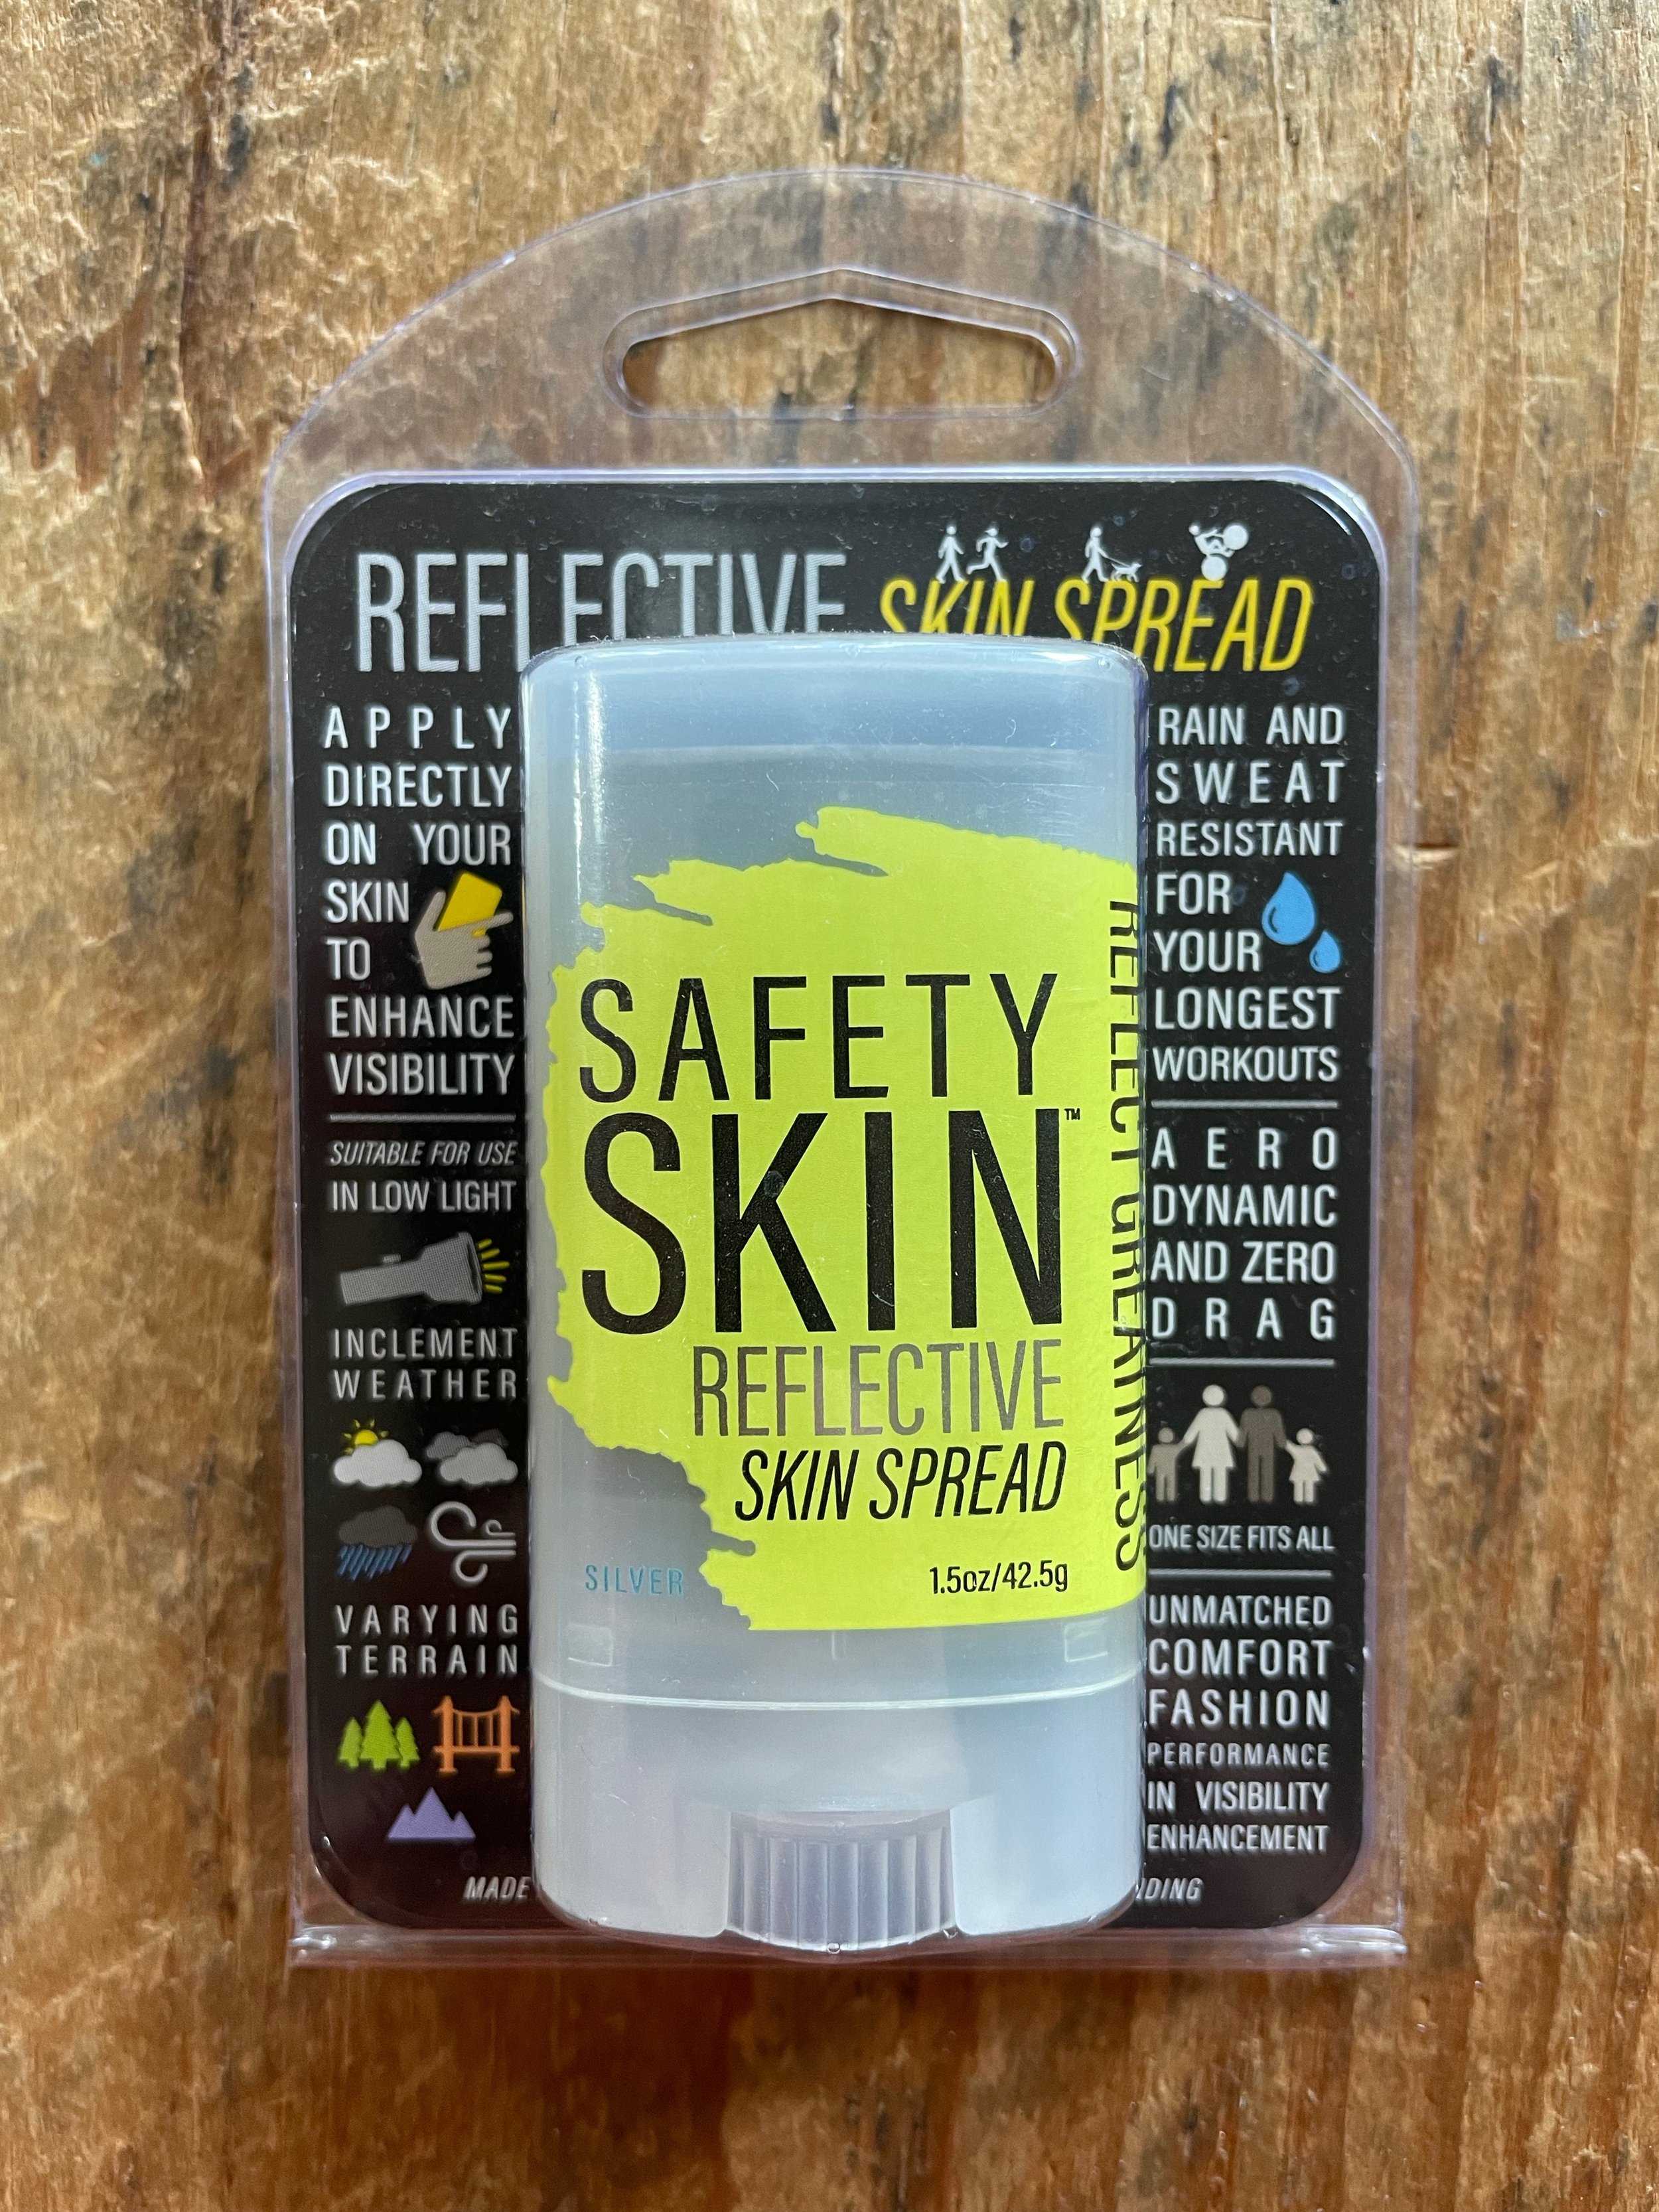 REFLECTIVE SKIN SPREAD
APPLY
DIRECTLY
ON YOUR
SKIN
TO
ENHANCE
VISIBILITY
SUITABLE FOR USE
IN LOW LIGHT
INCLEMENT
WEATHER
VARYING
TERRAIN
MADE
SAFETY
SKIN™
REFLECTIVE
SKIN SPREAD
SILVER
1.5oz/42.5g
REFLECT GREATNESS
RAIN AND
SWEAT
RESISTANT
FOR
YOUR
LONGEST
WORKOUTS
AERO
DYNAMIC
AND ZERO
DRAG
ONE SIZE FITS ALL
UNMATCHED
COMFORT
FASHION
PERFORMANCE
IN VISIBILITY
ENHANCEMENT